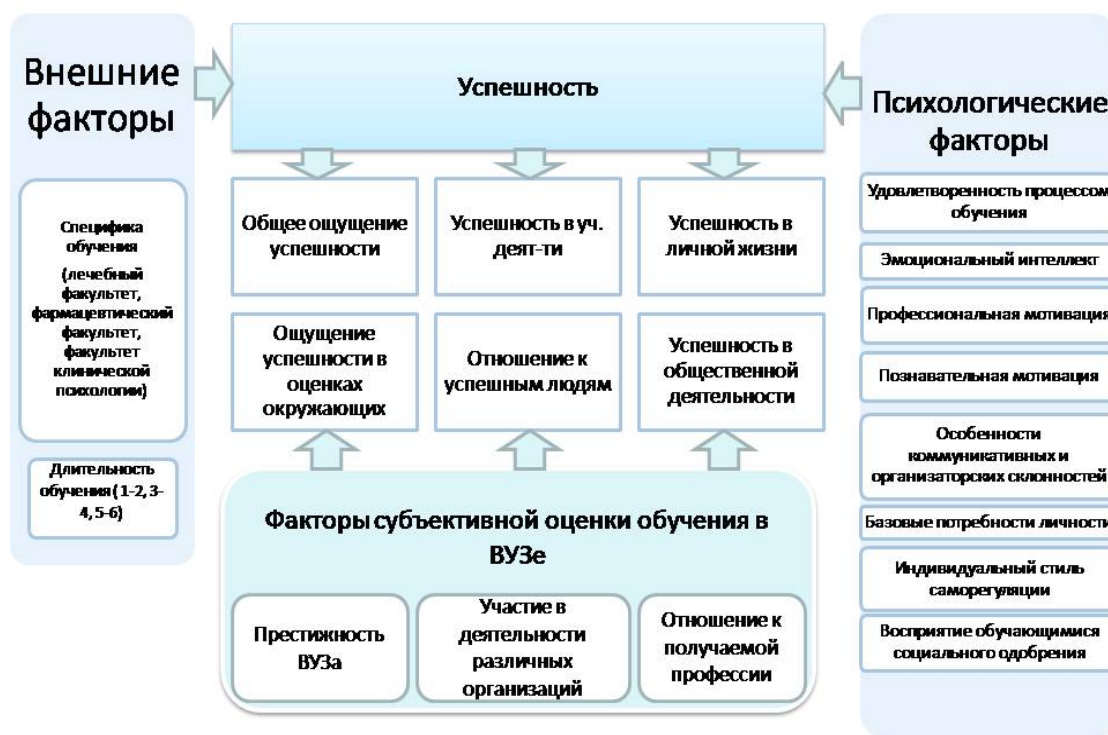 Внешние
факторы
Специфика
обучения
(лечебный
факультет,
фармацевтический
факультет,
факультет
клинической
психологии)
Длительность
обучения ( 1-2, 3-
4, 5-6)
Успешность
Общее ощущение
успешности
Успешность в уч.
деят-ти
Успешность в
личной жизни
Ощущение
успешности в
оценках
окружающих
Отношение к
успешным людям
Успешность в
общественной
деятельности
Факторы субъективной оценки обучения в
ВУЗе
Престижность
ВУЗа
Участие в
деятельности
различных
организаций
Отношение к
получаемой
профессии
Психологические
факторы
Удовлетворенность процессом
обучения
Эмоциональный интеллект
Профессиональная мотивация
Познавательная мотивация
Особенности
коммуникативных и
организаторских склонностей
Базовые потребности личности
Индивидуальный стиль
саморегуляции
Восприятие обучающимися
социального одобрения